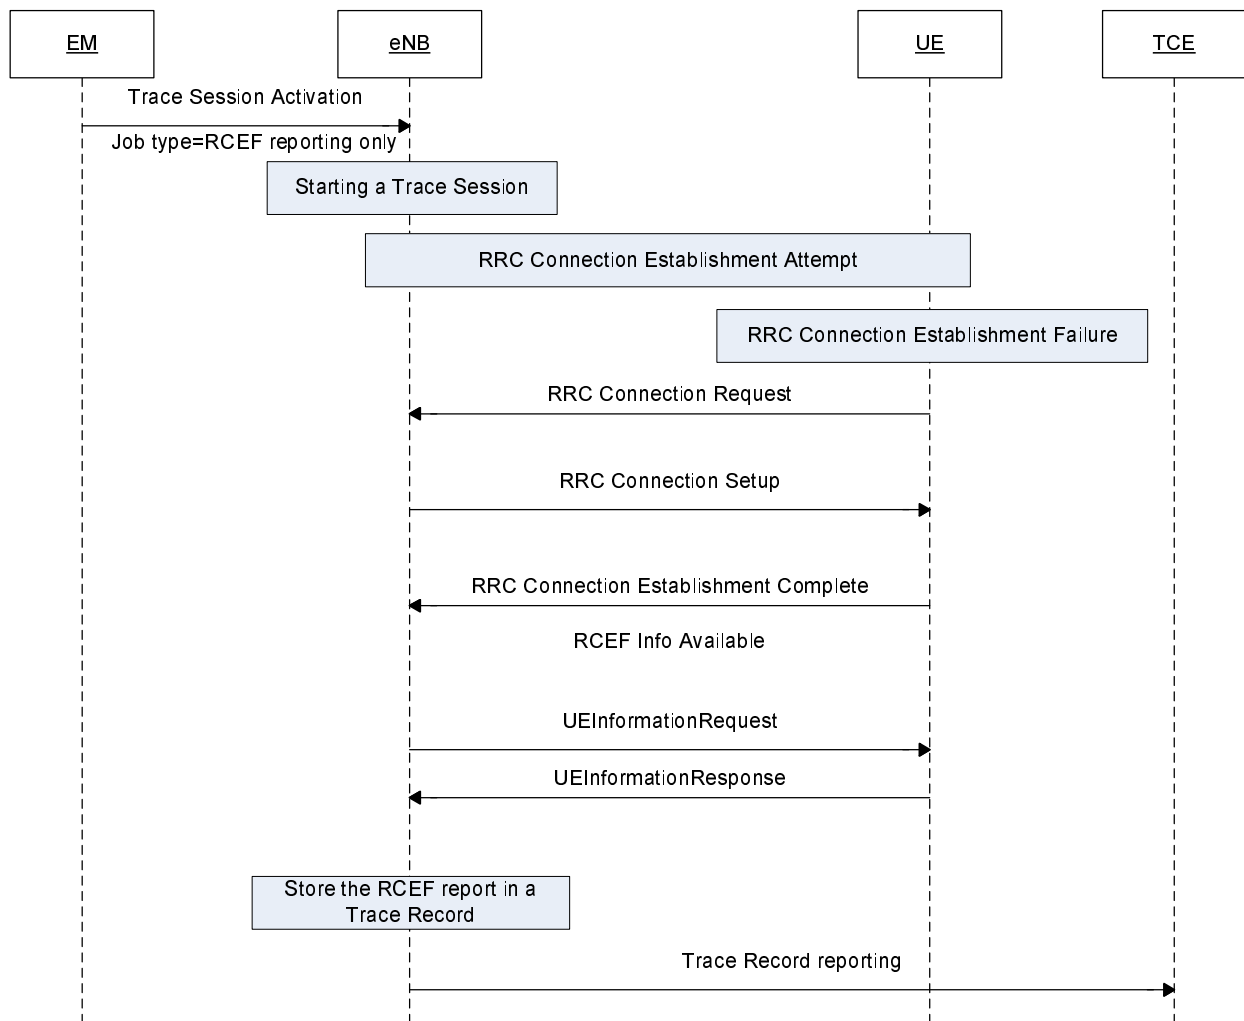 EM
eNB
UE
TCE
Trace Session Activation
Job type=RCEF reporting only
Starting a Trace Session
RRC Connection Establishment Attempt
RRC Connection Establishment Failure
RRC Connection Request
RRC Connection Setup
RRC Connection Establishment Complete
RCEF Info Available
UEInformationRequest
UEInformationResponse
Store the RCEF report in a
Trace Record
Trace Record reporting